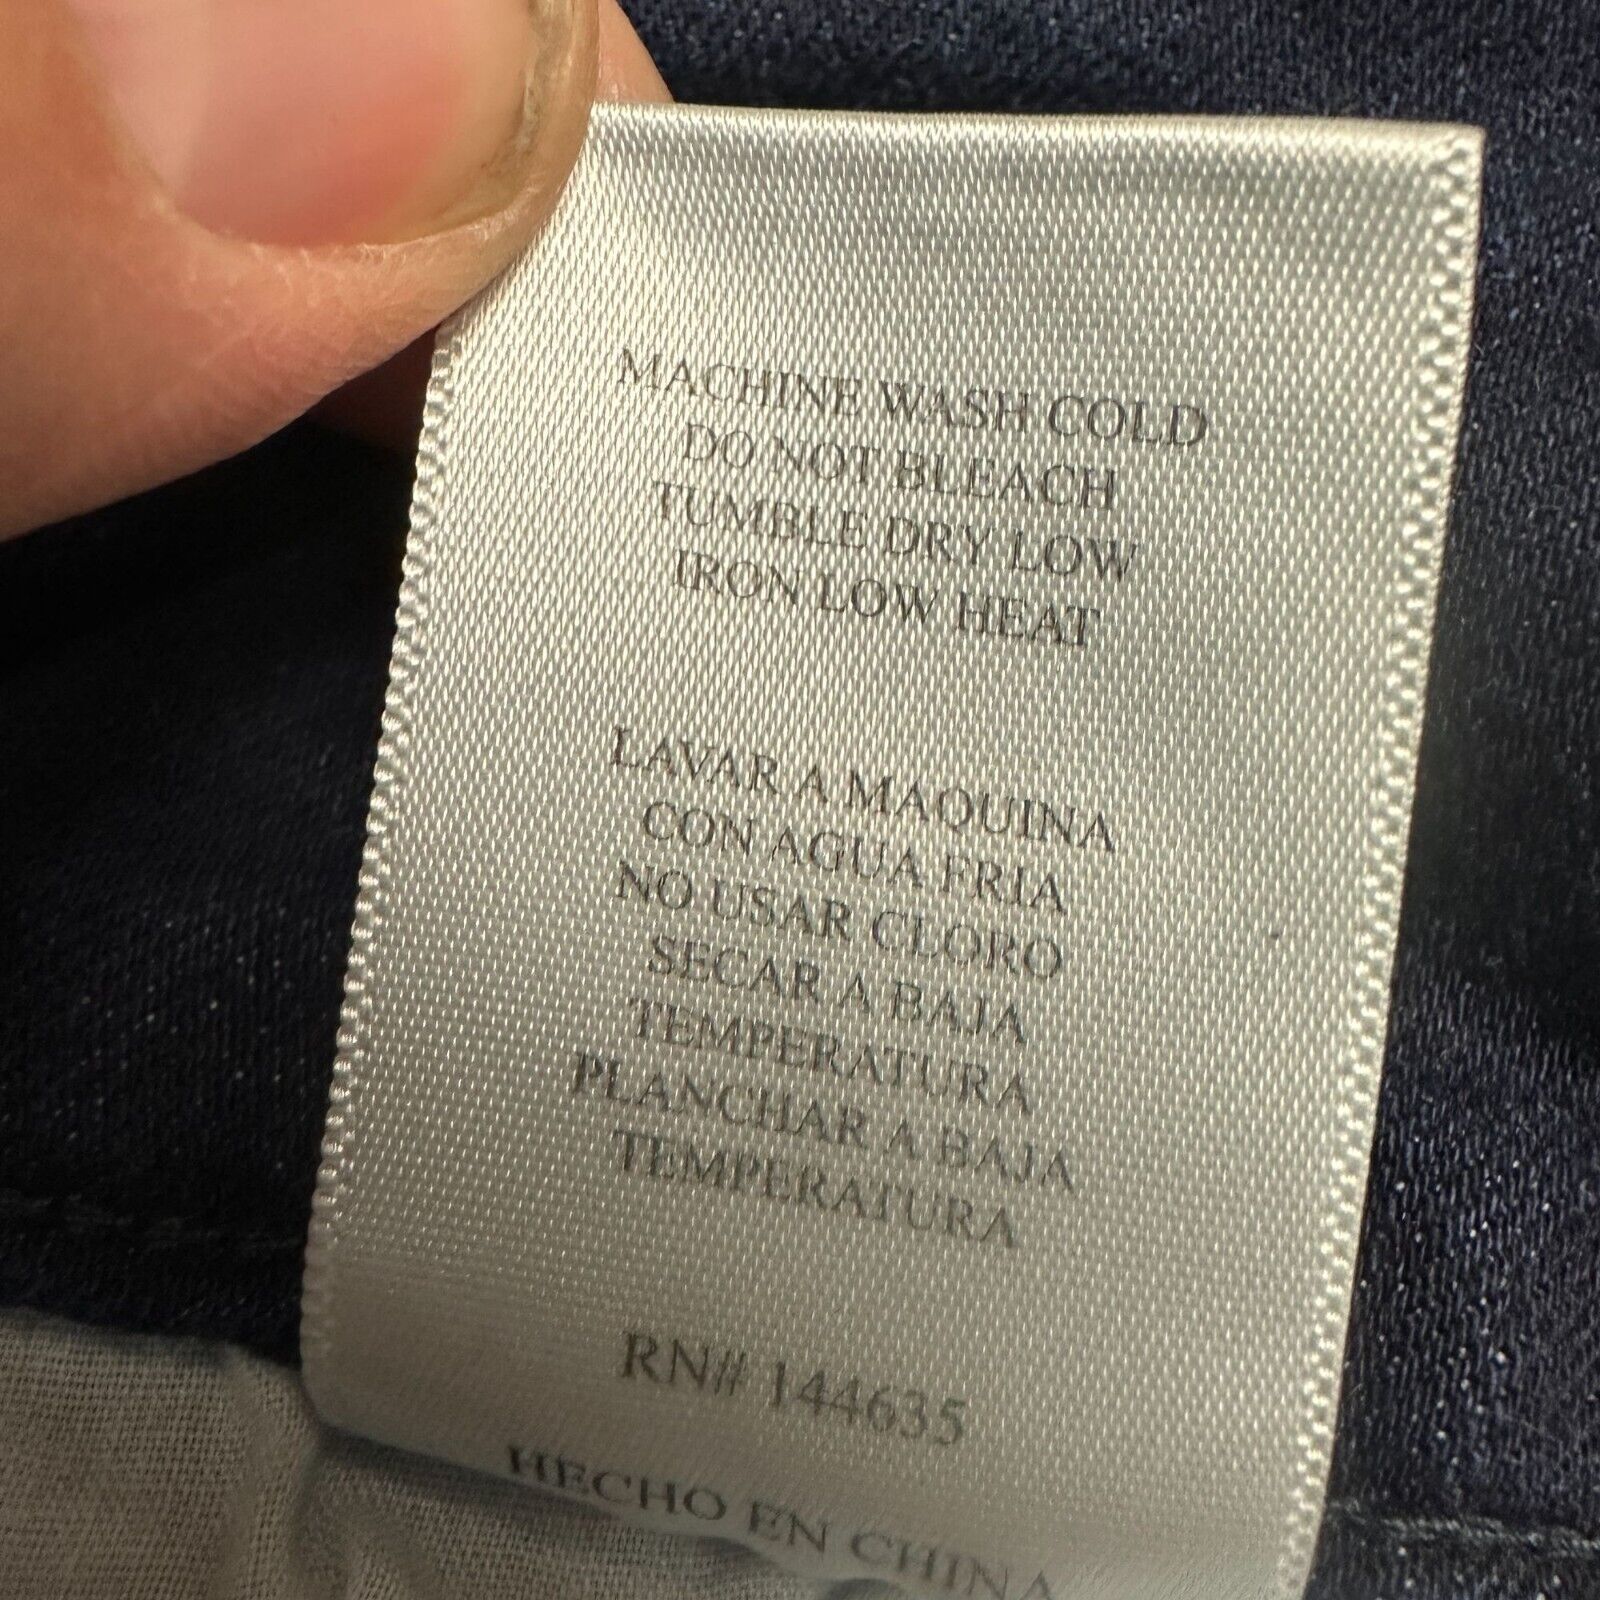 MACHINE WASH COLD
DO NOT BLEACH
TUMBLE DRY LOW
IRON LOW HEAT
LAVAR A MAQUINA
CON AGUA FRIA
NO USAR CLORO
SECAR A BAJA
TEMPERATURA
PLANCHAR A BAJA
TEMPERATURA
RN# 144635
HECHO EN CHINA